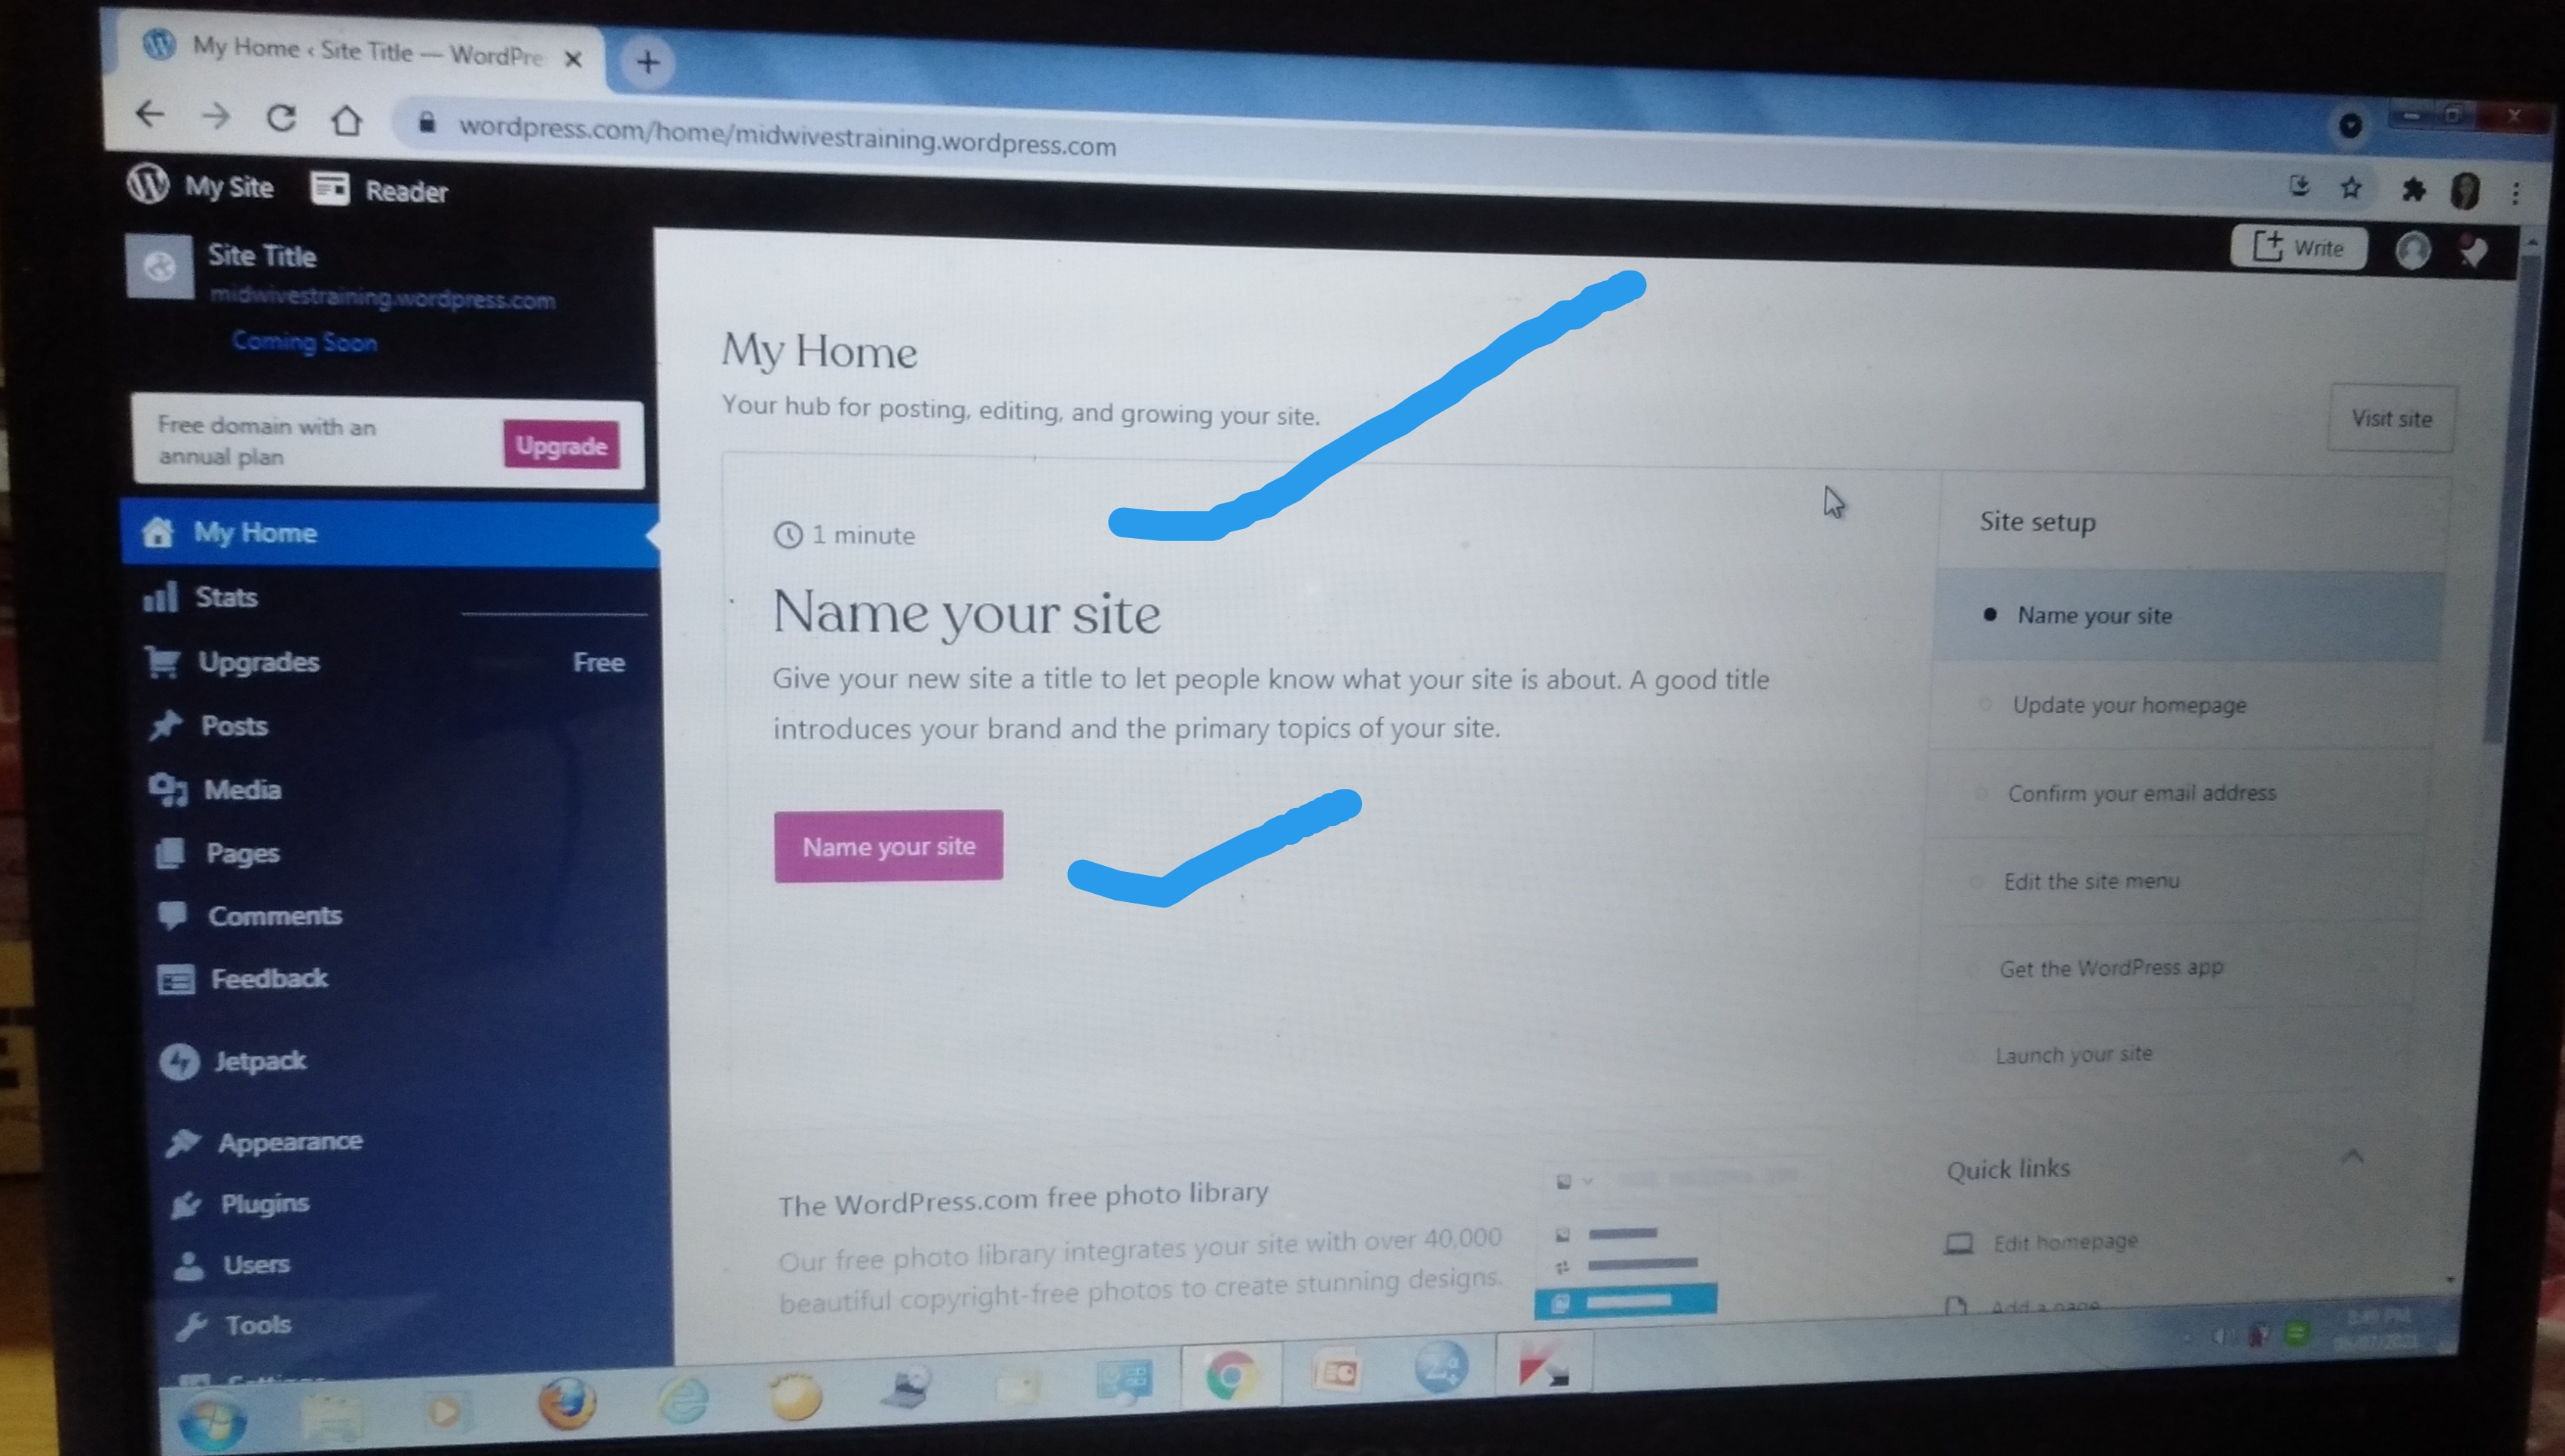 My Home ‹ Site Title — WordPre
wordpress.com/home/midwivestraining.wordpress.com
My Site
Reader
Write
Site Title
midwivestraining.wordpress.com
Coming Soon
Free domain with an
annual plan
Upgrade
My Home
Stats
Upgrades
Free
Posts
Media
Pages
Comments
Feedback
Jetpack
Appearance
Plugins
Users
Tools
My Home
Your hub for posting, editing, and growing your site.
Visit site
1 minute
Name your site
Give your new site a title to let people know what your site is about. A good title
introduces your brand and the primary topics of your site.
Name your site
Site setup
Name your site
Update your homepage
Confirm your email address
Edit the site menu
Get the WordPress app
Launch your site
The WordPress.com free photo library
Our free photo library integrates your site with over 40,000
beautiful copyright-free photos to create stunning designs.
Quick links
Edit homepage
Add a page